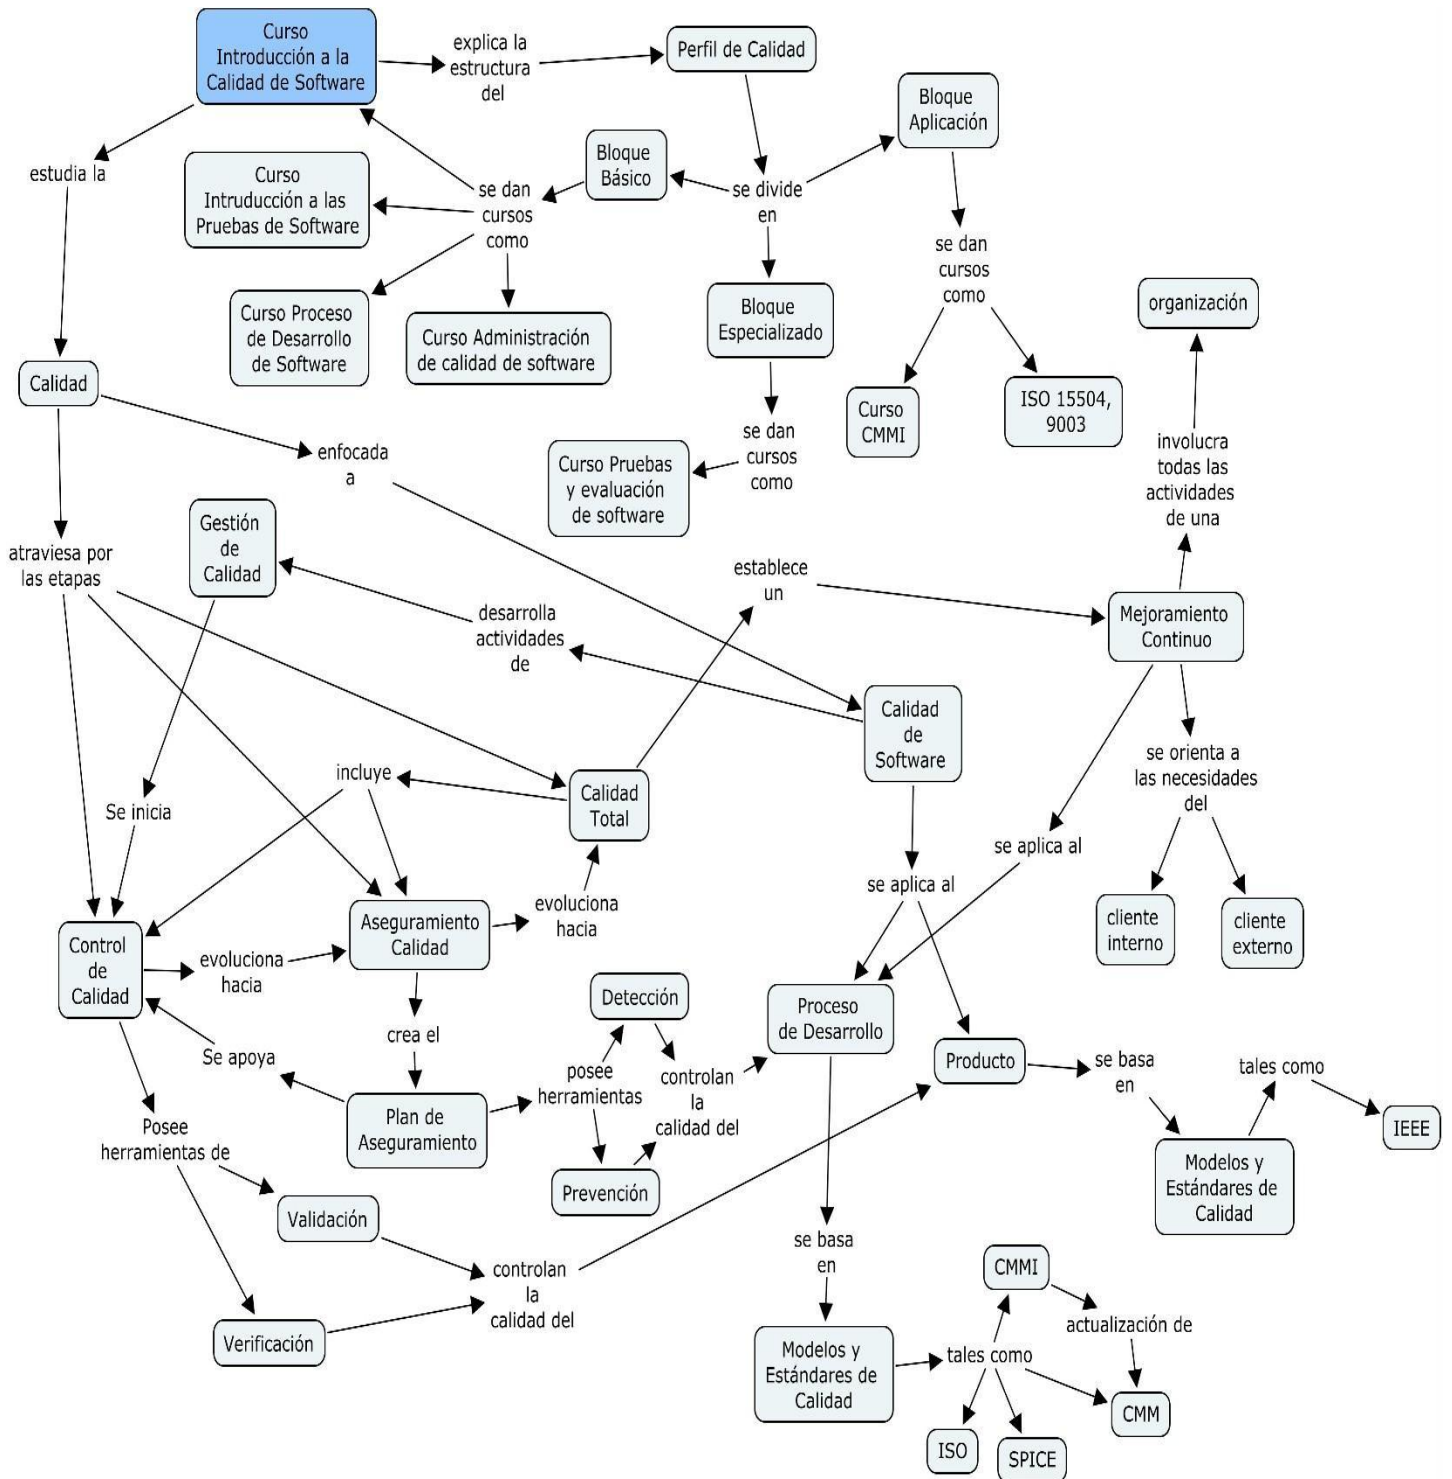 Curso
Introducción a la
Calidad de Software
explica la
estructura
del
Perfil de Calidad
Bloque
Aplicación
estudia la
Curso
Intruducción a las
Pruebas de Software
se dan
cursos
como
Bloque
Básico
se divide
en
se dan
cursos
como
Curso Proceso
de Desarrollo
de Software
Curso Administración
de calidad de software
Bloque
Especializado
organización
Calidad
Curso
CMMI
ISO 15504,
9003
enfocada
a
se dan
cursos
como
Curso Pruebas
y evaluación
de software
involucra
todas las
actividades
de una
Gestión
de
Calidad
atraviesa por
las etapas
desarrolla
actividades
de
establece
un
Mejoramiento
Continuo
Calidad
de
Software
se orienta a
las necesidades
del
incluye
Calidad
Total
Se inicia
se aplica al
se aplica al
Control
de
Calidad
evoluciona
hacia
Aseguramiento
Calidad
evoluciona
hacia
cliente
interno
cliente
externo
Detección
Proceso
de Desarrollo
crea el
Se apoya
posee
herramientas
controlan
la
calidad del
Producto
se basa
en
tales como
IEEE
Plan de
Aseguramiento
Posee
herramientas de
Prevención
Modelos y
Estándares de
Calidad
Validación
se basa
en
controlan
la
calidad del
CMMI
actualización de
Verificación
Modelos y
Estándares de
Calidad
tales como
CMM
ISO
SPICE